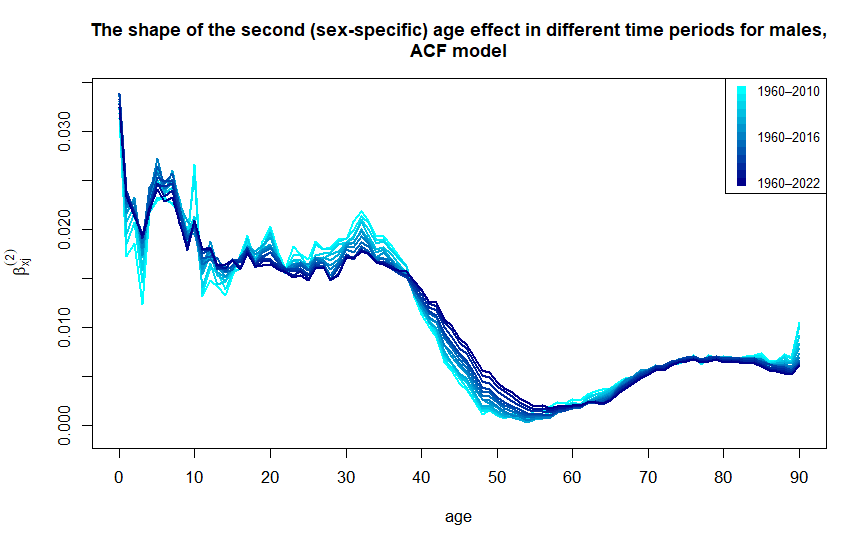 The shape of the second (sex-specific) age effect in different time periods for males,
ACF model
1960–2010
1960–2016
1960–2022
0.030
0.020
0.010
0.000
β_xj^(2)
0 10 20 30 40 50 60 70 80 90
age